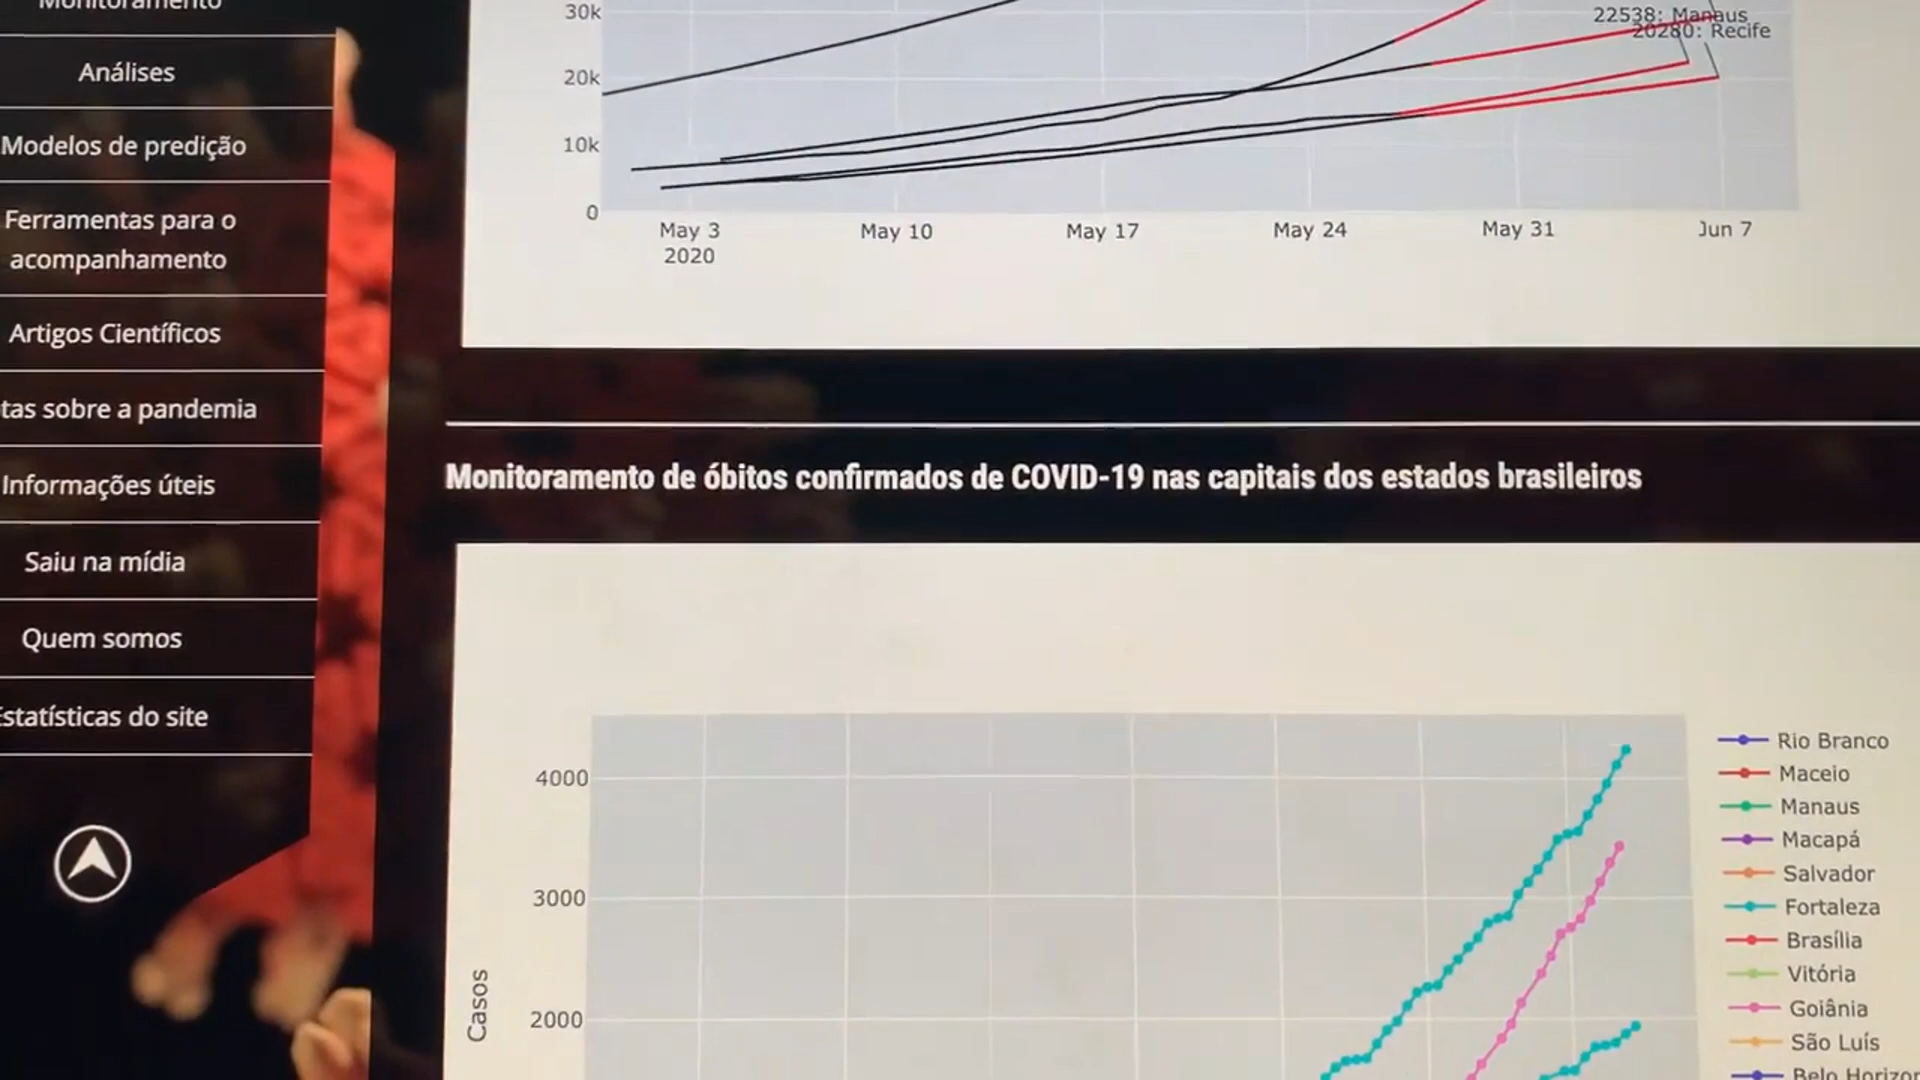 Monitoramento
Análises
Modelos de predição
Ferramentas para o
acompanhamento
Artigos Científicos
tas sobre a pandemia
Informações úteis
Saiu na mídia
Quem somos
Estatísticas do site
30k
20k
10k
0
22538: Manaus
20280: Recife
May 3
2020
May 10
May 17
May 24
May 31
Jun 7
Monitoramento de óbitos confirmados de COVID-19 nas capitais dos estados brasileiros
4000
3000
2000
Casos
Rio Branco
Maceio
Manaus
Macapá
Salvador
Fortaleza
Brasília
Vitória
Goiânia
São Luís
Belo Horizon